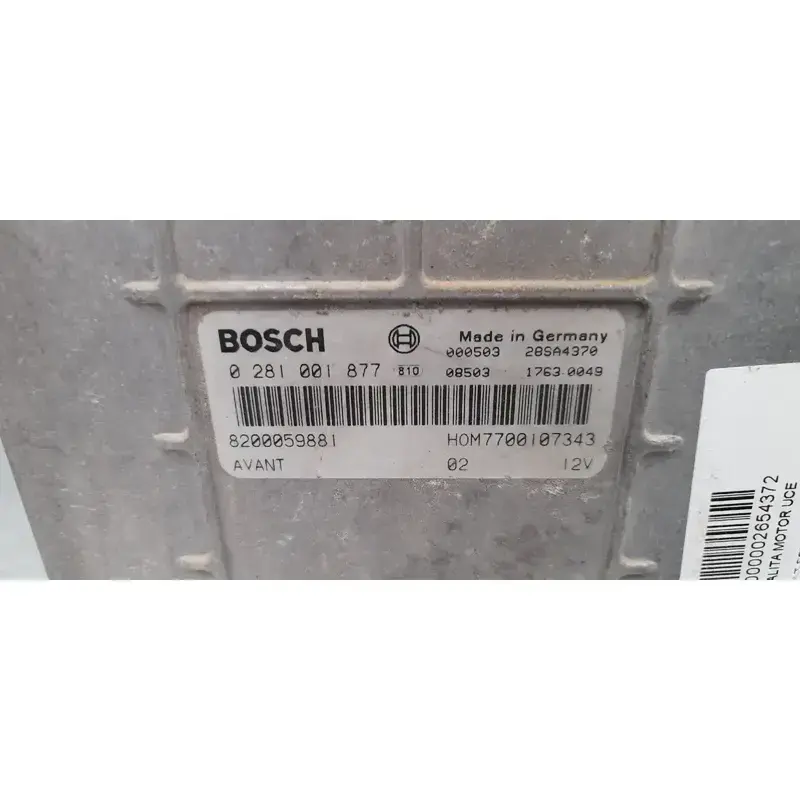 BOSCH Made in Germany
000503 28SA4370
0 281 001 877 810 08503 1763 0049
8200059881 HOM7700107343
AVANT 02 12V
000002654372
ALITA MOTOR UCE